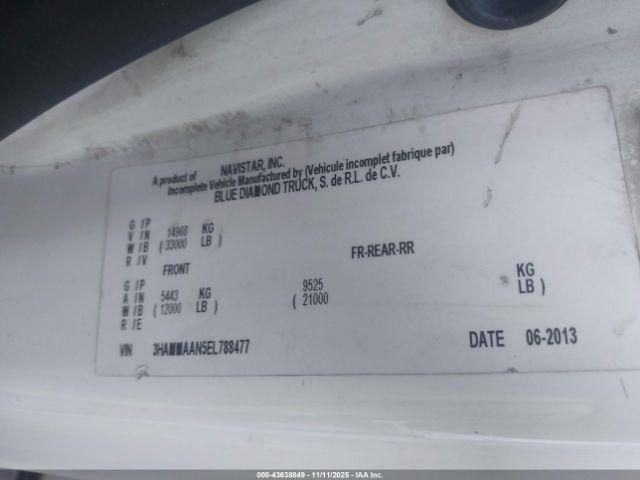 A product of NAVISTAR, INC.
Incomplete Vehicle Manufactured by (Vehicule incomplet fabrique par)
BLUE DIAMOND TRUCK, S. de R.L. de C.V.
G /P
V /N 14968 KG
W /B ( 33000 LB )
R /V
FRONT FR-REAR-RR
G /P
A /N 5443 KG 9525 KG
W /B ( 12000 LB ) ( 21000 LB )
R /E
VIN 3HAMMAAN5EL788477 DATE 06-2013
000-43638849 - 11/11/2025 - IAA Inc.